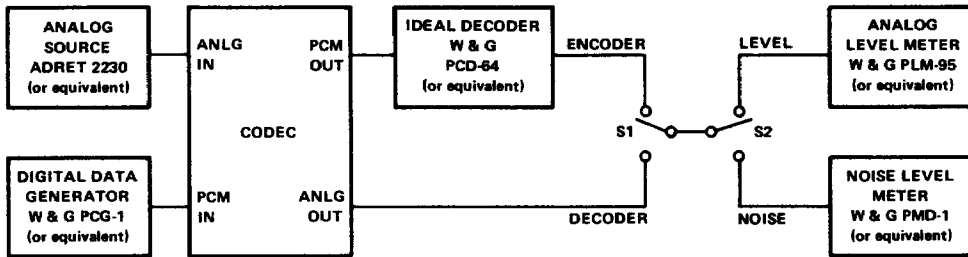 ANALOG
SOURCE
ADRET 2230
(or equivalent)
DIGITAL DATA
GENERATOR
W & G PCG-1
(or equivalent)
ANLG
IN
PCM
OUT
CODEC
PCM
IN
ANLG
OUT
IDEAL DECODER
W & G
PCD-64
(or equivalent)
ENCODER
LEVEL
S1
S2
DECODER
NOISE
ANALOG
LEVEL METER
W & G PLM-95
(or equivalent)
NOISE LEVEL
METER
W & G PMD-1
(or equivalent)